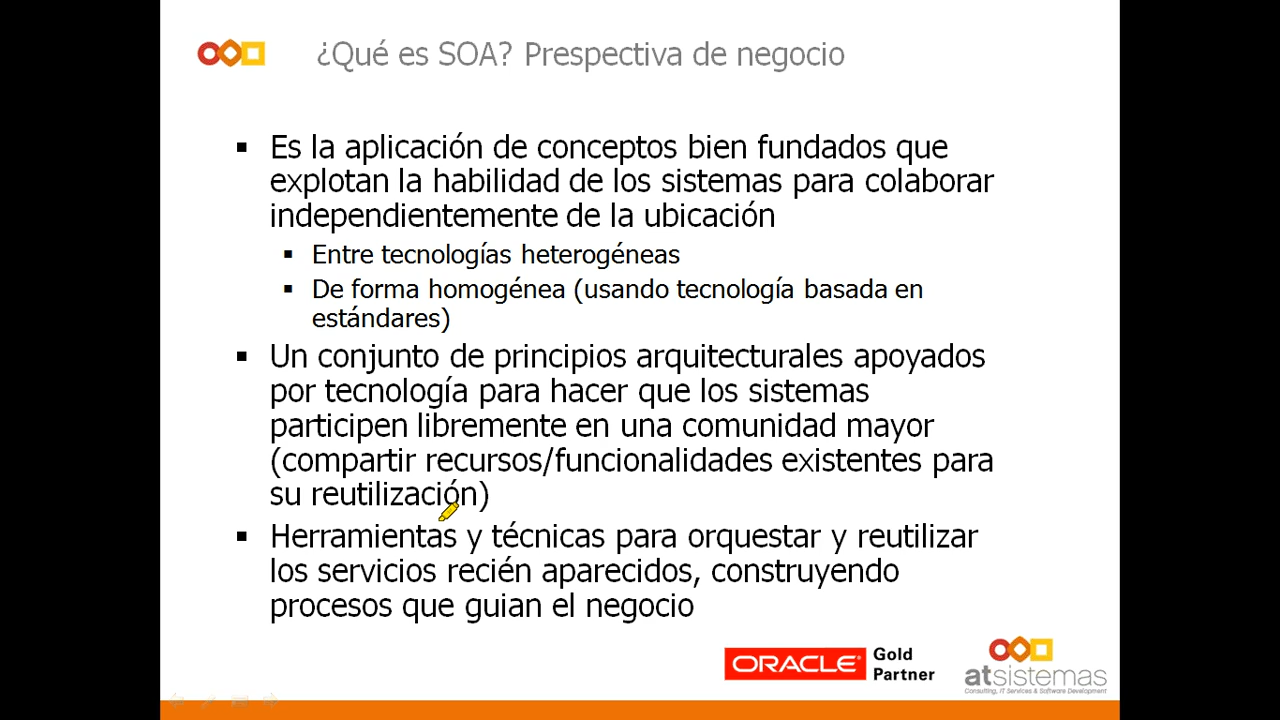 ¿Qué es SOA? Prespectiva de negocio
▪ Es la aplicación de conceptos bien fundados que
explotan la habilidad de los sistemas para colaborar
independientemente de la ubicación
▪ Entre tecnologías heterogéneas
▪ De forma homogénea (usando tecnología basada en
estándares)
▪ Un conjunto de principios arquitecturales apoyados
por tecnología para hacer que los sistemas
participen libremente en una comunidad mayor
(compartir recursos/funcionalidades existentes para
su reutilización)
▪ Herramientas y técnicas para orquestar y reutilizar
los servicios recién aparecidos, construyendo
procesos que guian el negocio
ORACLE Gold
Partner
atsistemas
Consulting, IT Services & Software Development